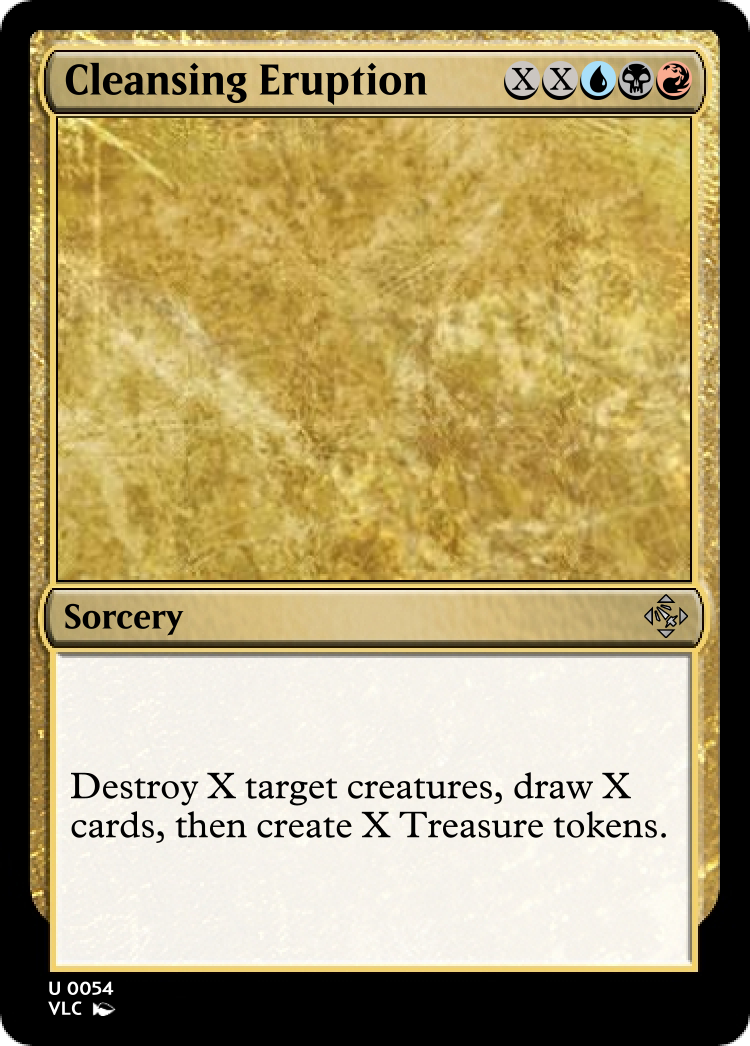 Cleansing Eruption X X
Sorcery
Destroy X target creatures, draw X
cards, then create X Treasure tokens.
U 0054
VLC